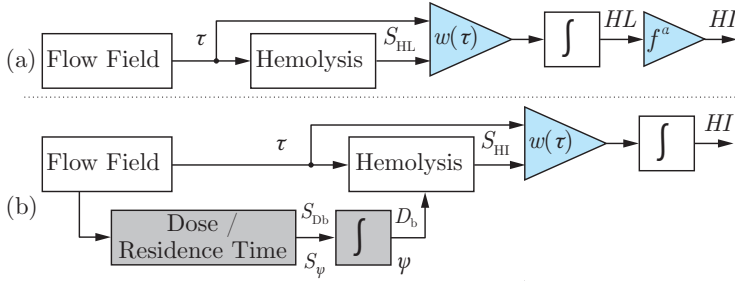 (a)
Flow Field
τ
Hemolysis
S_HL
w(τ)
∫
HL
f^a
HI
(b)
Flow Field
τ
Hemolysis
S_HI
w(τ)
∫
HI
Dose /
Residence Time
S_Db
S_ψ
∫
D_b
ψ